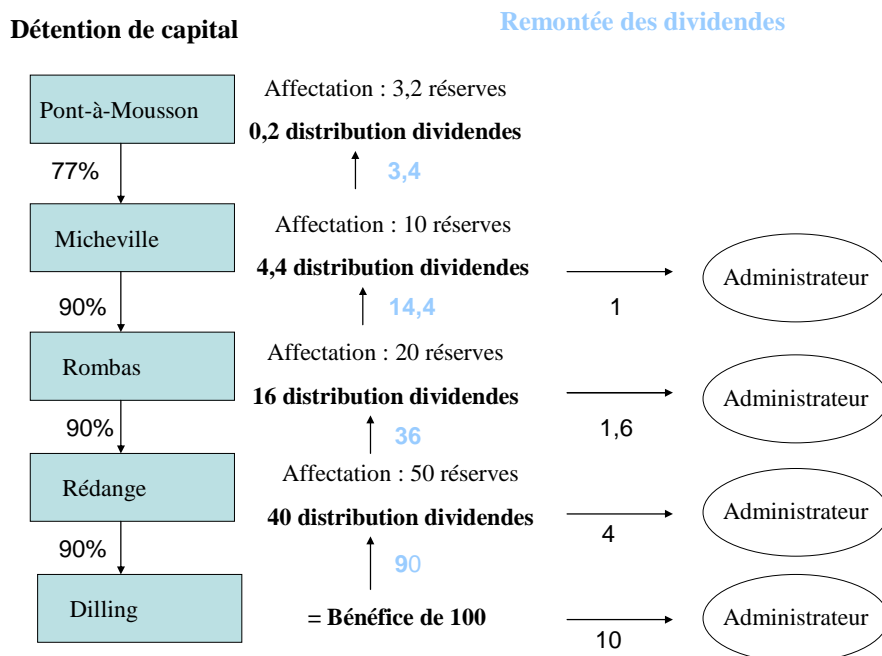 Détention de capital
Remontée des dividendes
Pont-à-Mousson
Affectation : 3,2 réserves
0,2 distribution dividendes
77%
3,4
Micheville
Affectation : 10 réserves
4,4 distribution dividendes
1
Administrateur
90%
14,4
Rombas
Affectation : 20 réserves
16 distribution dividendes
1,6
Administrateur
90%
36
Rédange
Affectation : 50 réserves
40 distribution dividendes
4
Administrateur
90%
90
Dilling
= Bénéfice de 100
10
Administrateur